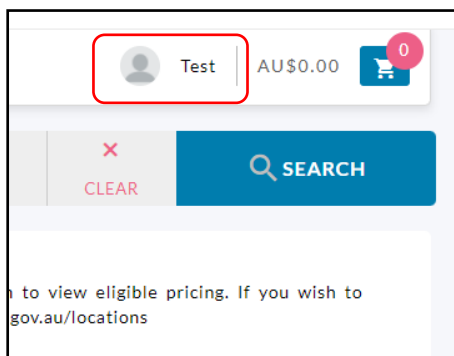 Test AU$0.00 0
× CLEAR
SEARCH
to view eligible pricing. If you wish to
gov.au/locations